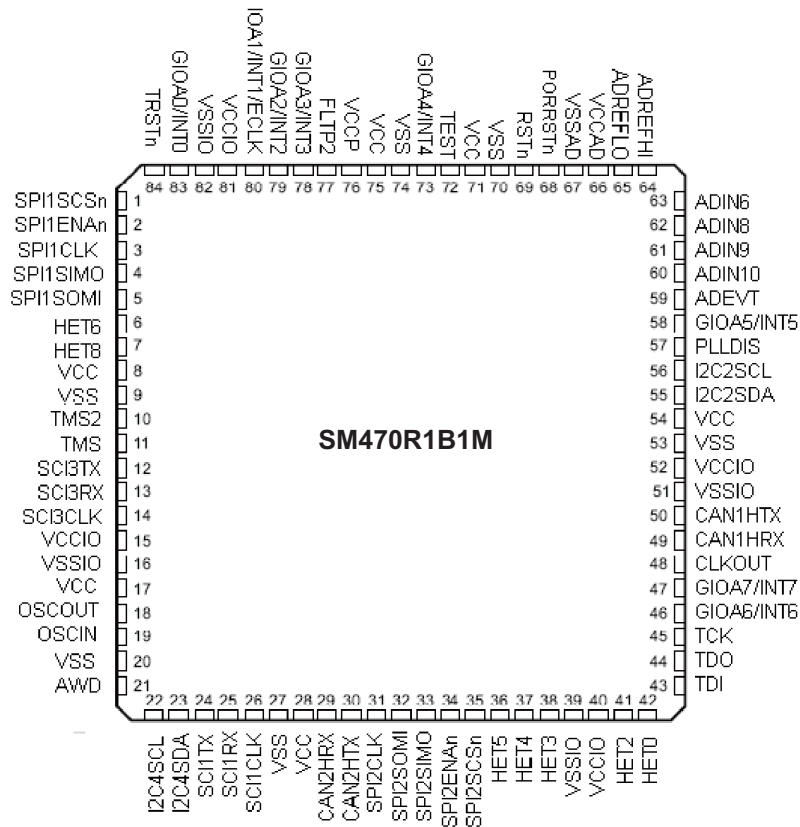 TRSTn
GIOA0/INT0
VSSIO
VCCIO
IOA1/INT1/ECLK
GIOA2/INT2
GIOA3/INT3
FLTP2
VCCP
VCC
VSS
GIOA4/INT4
TEST
VCC
VSS
RSTn
PORRSTn
VSSAD
VCCAD
ADREFLO
ADREFHI
84 83 82 81 80 79 78 77 76 75 74 73 72 71 70 69 68 67 66 65 64
SPI1SCSn 1
SPI1ENAn 2
SPI1CLK 3
SPI1SIMO 4
SPI1SOMI 5
HET6 6
HET8 7
VCC 8
VSS 9
TMS2 10
TMS 11
SCI3TX 12
SCI3RX 13
SCI3CLK 14
VCCIO 15
VSSIO 16
VCC 17
OSCOUT 18
OSCIN 19
VSS 20
AWD 21
SM470R1B1M
63 ADIN6
62 ADIN8
61 ADIN9
60 ADIN10
59 ADEVT
58 GIOA5/INT5
57 PLLDIS
56 I2C2SCL
55 I2C2SDA
54 VCC
53 VSS
52 VCCIO
51 VSSIO
50 CAN1HTX
49 CAN1HRX
48 CLKOUT
47 GIOA7/INT7
46 GIOA6/INT6
45 TCK
44 TDO
43 TDI
22 23 24 25 26 27 28 29 30 31 32 33 34 35 36 37 38 39 40 41 42
I2C4SCL
I2C4SDA
SCI1TX
SCI1RX
SCI1CLK
VSS
VCC
CAN2HRX
CAN2HTX
SPI2CLK
SPI2SOMI
SPI2SIMO
SPI2ENAn
SPI2SCSn
HET5
HET4
HET3
VSSIO
VCCIO
HET2
HET0